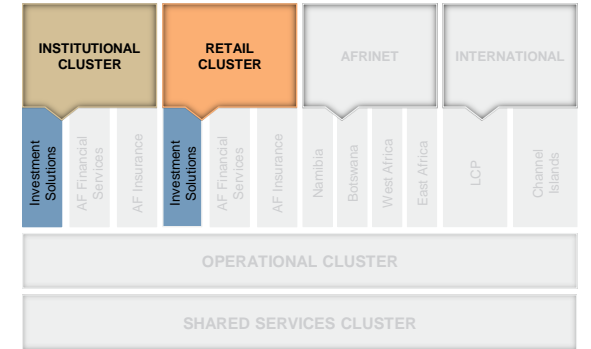 INSTITUTIONAL
CLUSTER
RETAIL
CLUSTER
AFRINET
INTERNATIONAL
Investment
Solutions
AF Financial
Services
AF Insurance
Investment
Solutions
AF Financial
Services
AF Insurance
Namibia
Botswana
West Africa
East Africa
LCP
Channel
Islands
OPERATIONAL CLUSTER
SHARED SERVICES CLUSTER